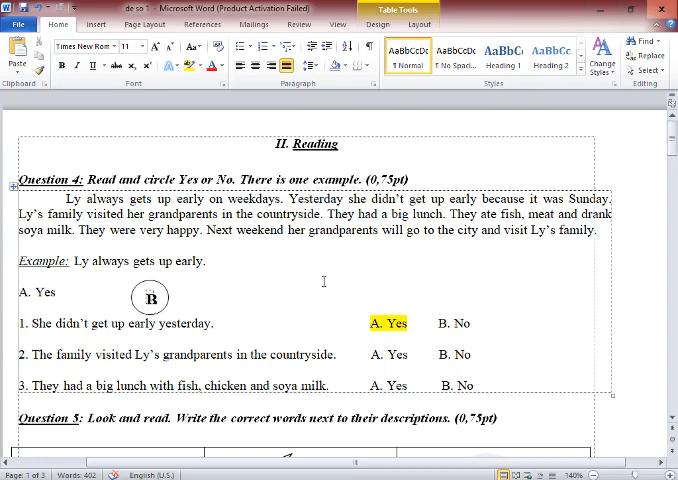 de so 1 - Microsoft Word (Product Activation Failed)
Table Tools
File Home Insert Page Layout References Mailings Review View Design Layout
Times New Rom 11
Paste
AaBbCcDc AaBbCcDc AaBbC AaBbCc
¶ Normal ¶ No Spaci... Heading 1 Heading 2
Change Styles
Find
Replace
Select
Clipboard Font Paragraph Styles Editing
II. Reading
Question 4: Read and circle Yes or No. There is one example. (0,75pt)
Ly always gets up early on weekdays. Yesterday she didn't get up early because it was Sunday.
Ly's family visited her grandparents in the countryside. They had a big lunch. They ate fish, meat and drank
soya milk. They were very happy. Next weekend her grandparents will go to the city and visit Ly's family.
Example: Ly always gets up early.
A. Yes B
1. She didn't get up early yesterday. A. Yes B. No
2. The family visited Ly's grandparents in the countryside. A. Yes B. No
3. They had a big lunch with fish, chicken and soya milk. A. Yes B. No
Question 5: Look and read. Write the correct words next to their descriptions. (0,75pt)
Page: 1 of 3 Words: 402 English (U.S.) 140%